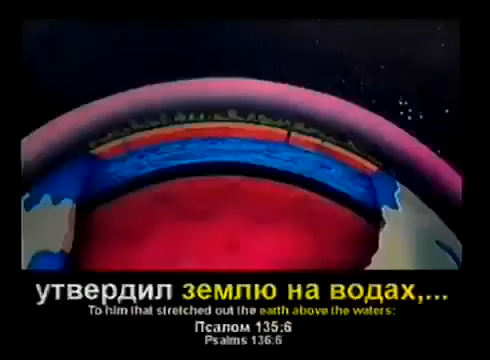 утвердил землю на водах,...
To him that stretched out the earth above the waters:
Псалом 135:6
Psalms 136:6